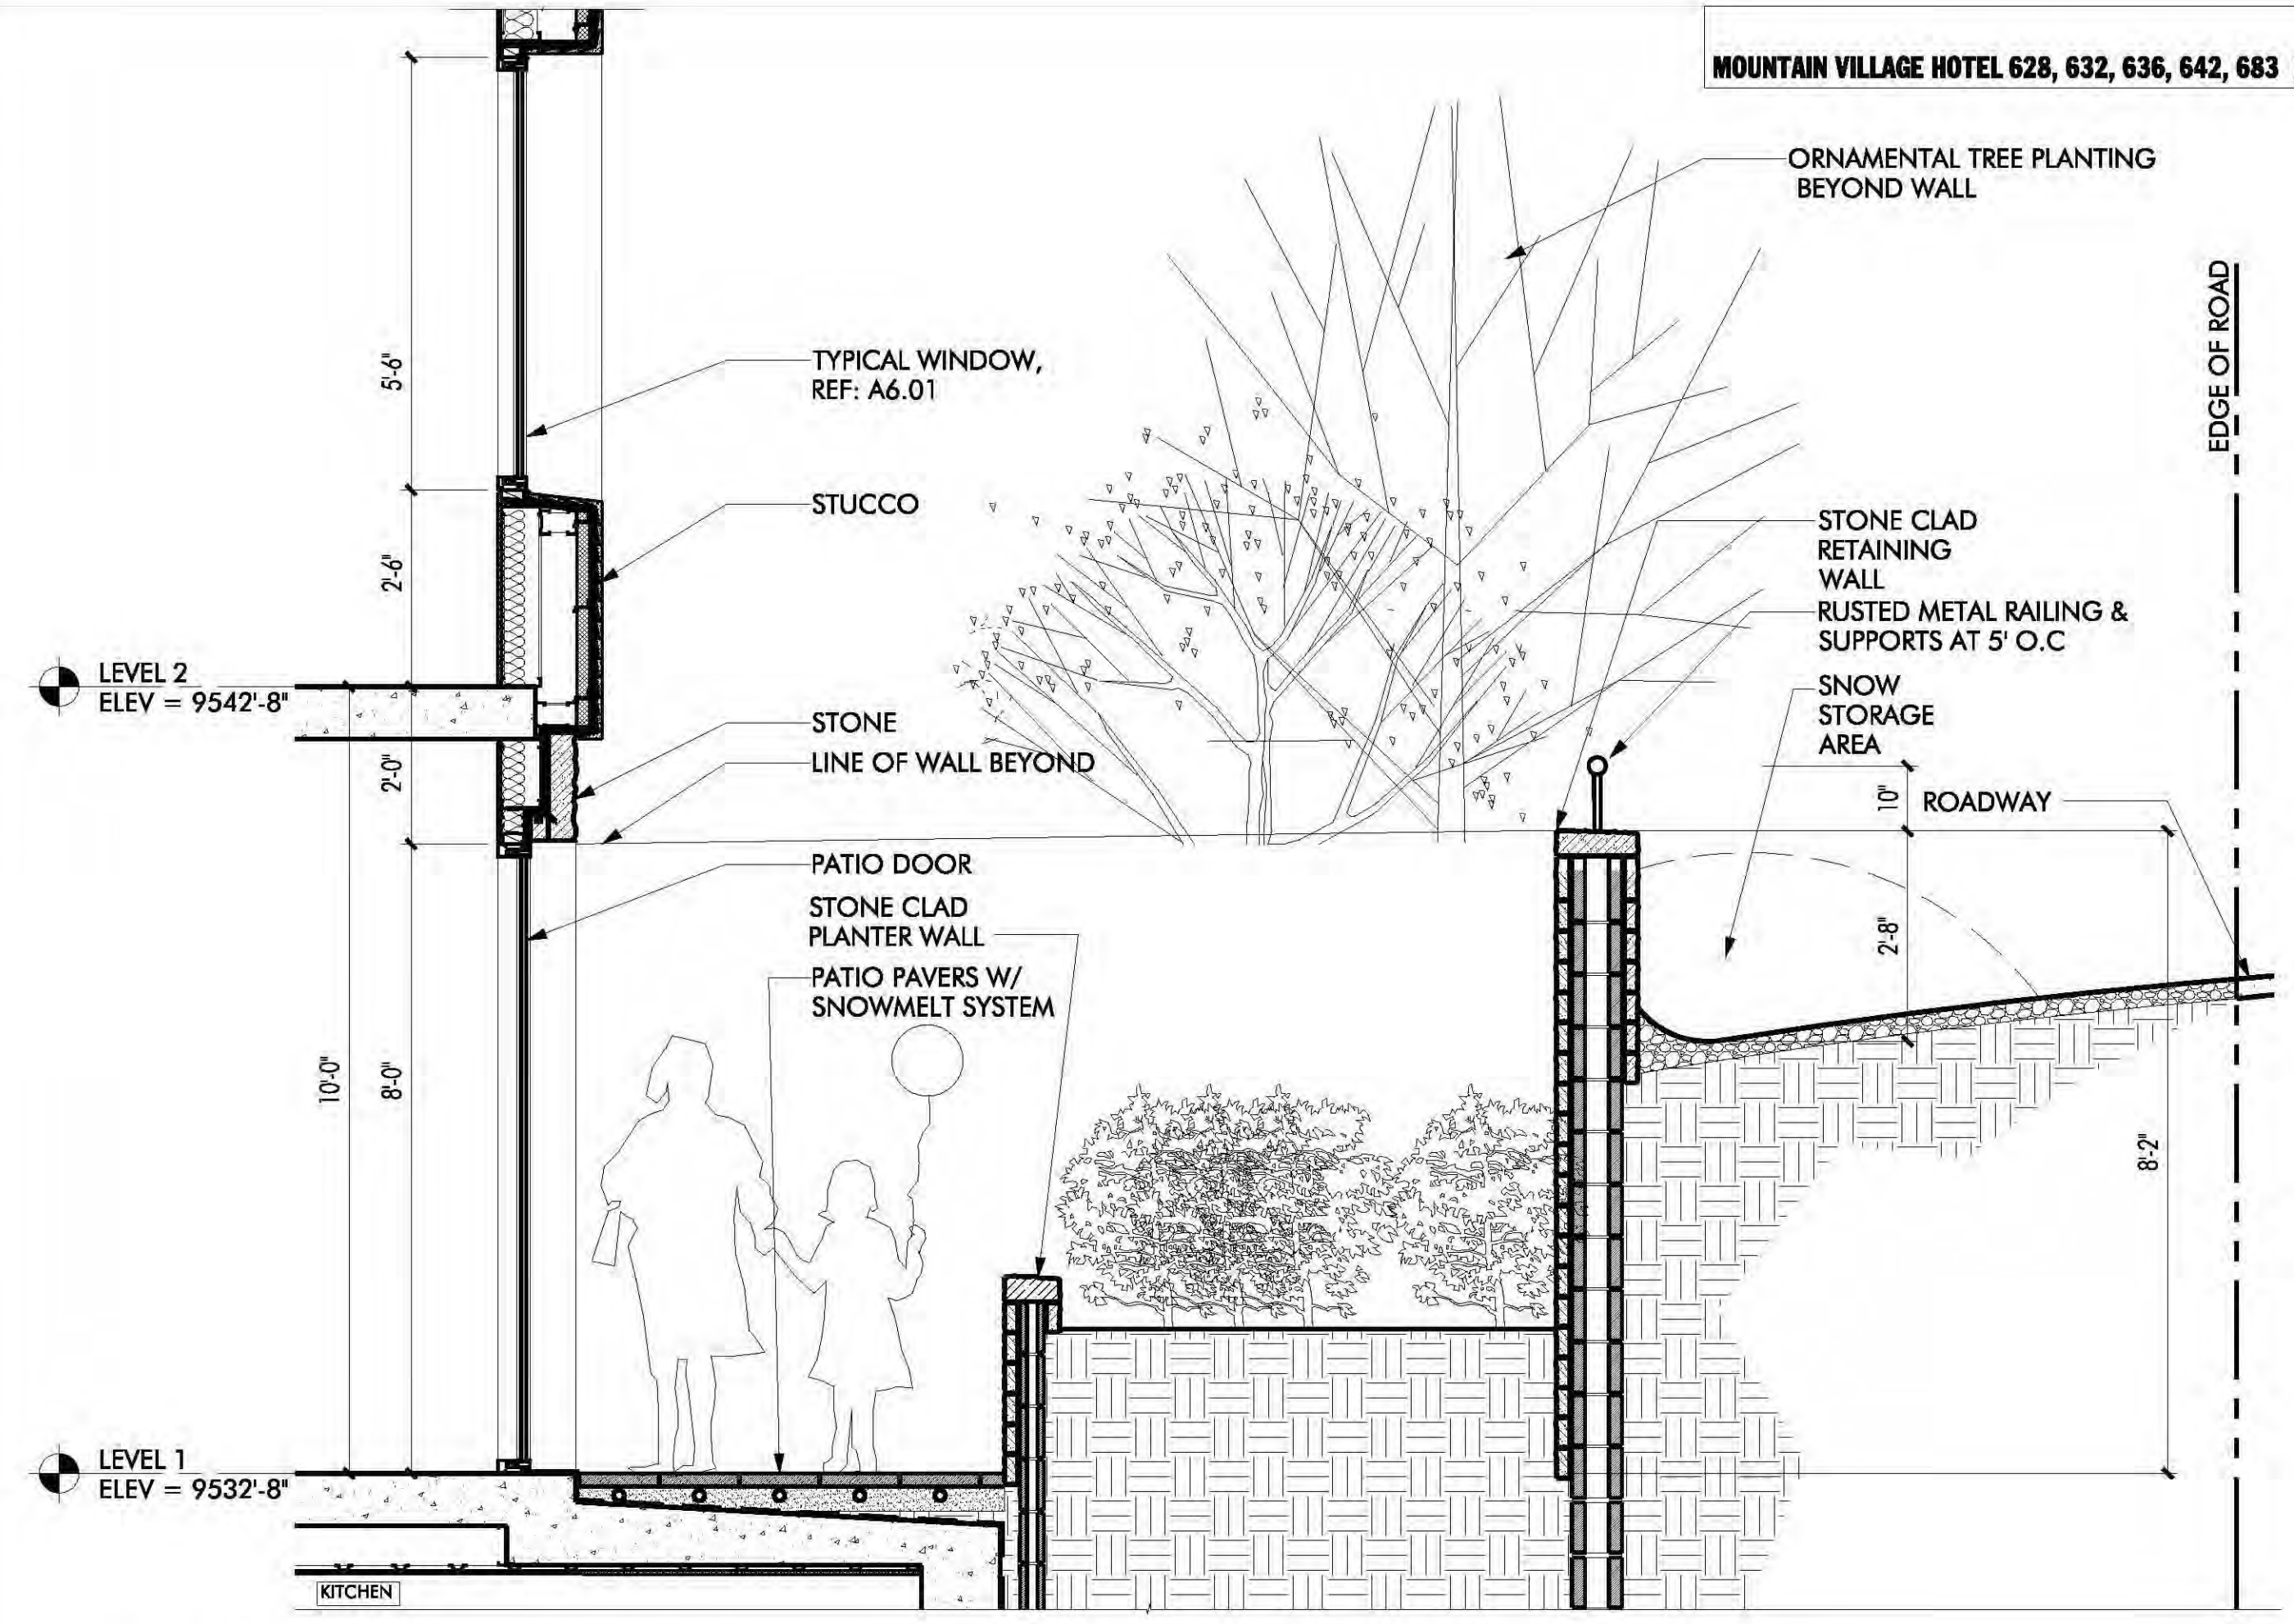 MOUNTAIN VILLAGE HOTEL 628, 632, 636, 642, 683
ORNAMENTAL TREE PLANTING
BEYOND WALL
EDGE OF ROAD
5'-6"
TYPICAL WINDOW,
REF: A6.01
STUCCO
2'-6"
STONE CLAD
RETAINING
WALL
RUSTED METAL RAILING &
SUPPORTS AT 5' O.C
LEVEL 2
ELEV = 9542'-8"
SNOW
STORAGE
AREA
STONE
LINE OF WALL BEYOND
2'-0"
10"
ROADWAY
PATIO DOOR
STONE CLAD
PLANTER WALL
2'-8"
PATIO PAVERS W/
SNOWMELT SYSTEM
10'-0"
8'-0"
8'-2"
LEVEL 1
ELEV = 9532'-8"
KITCHEN